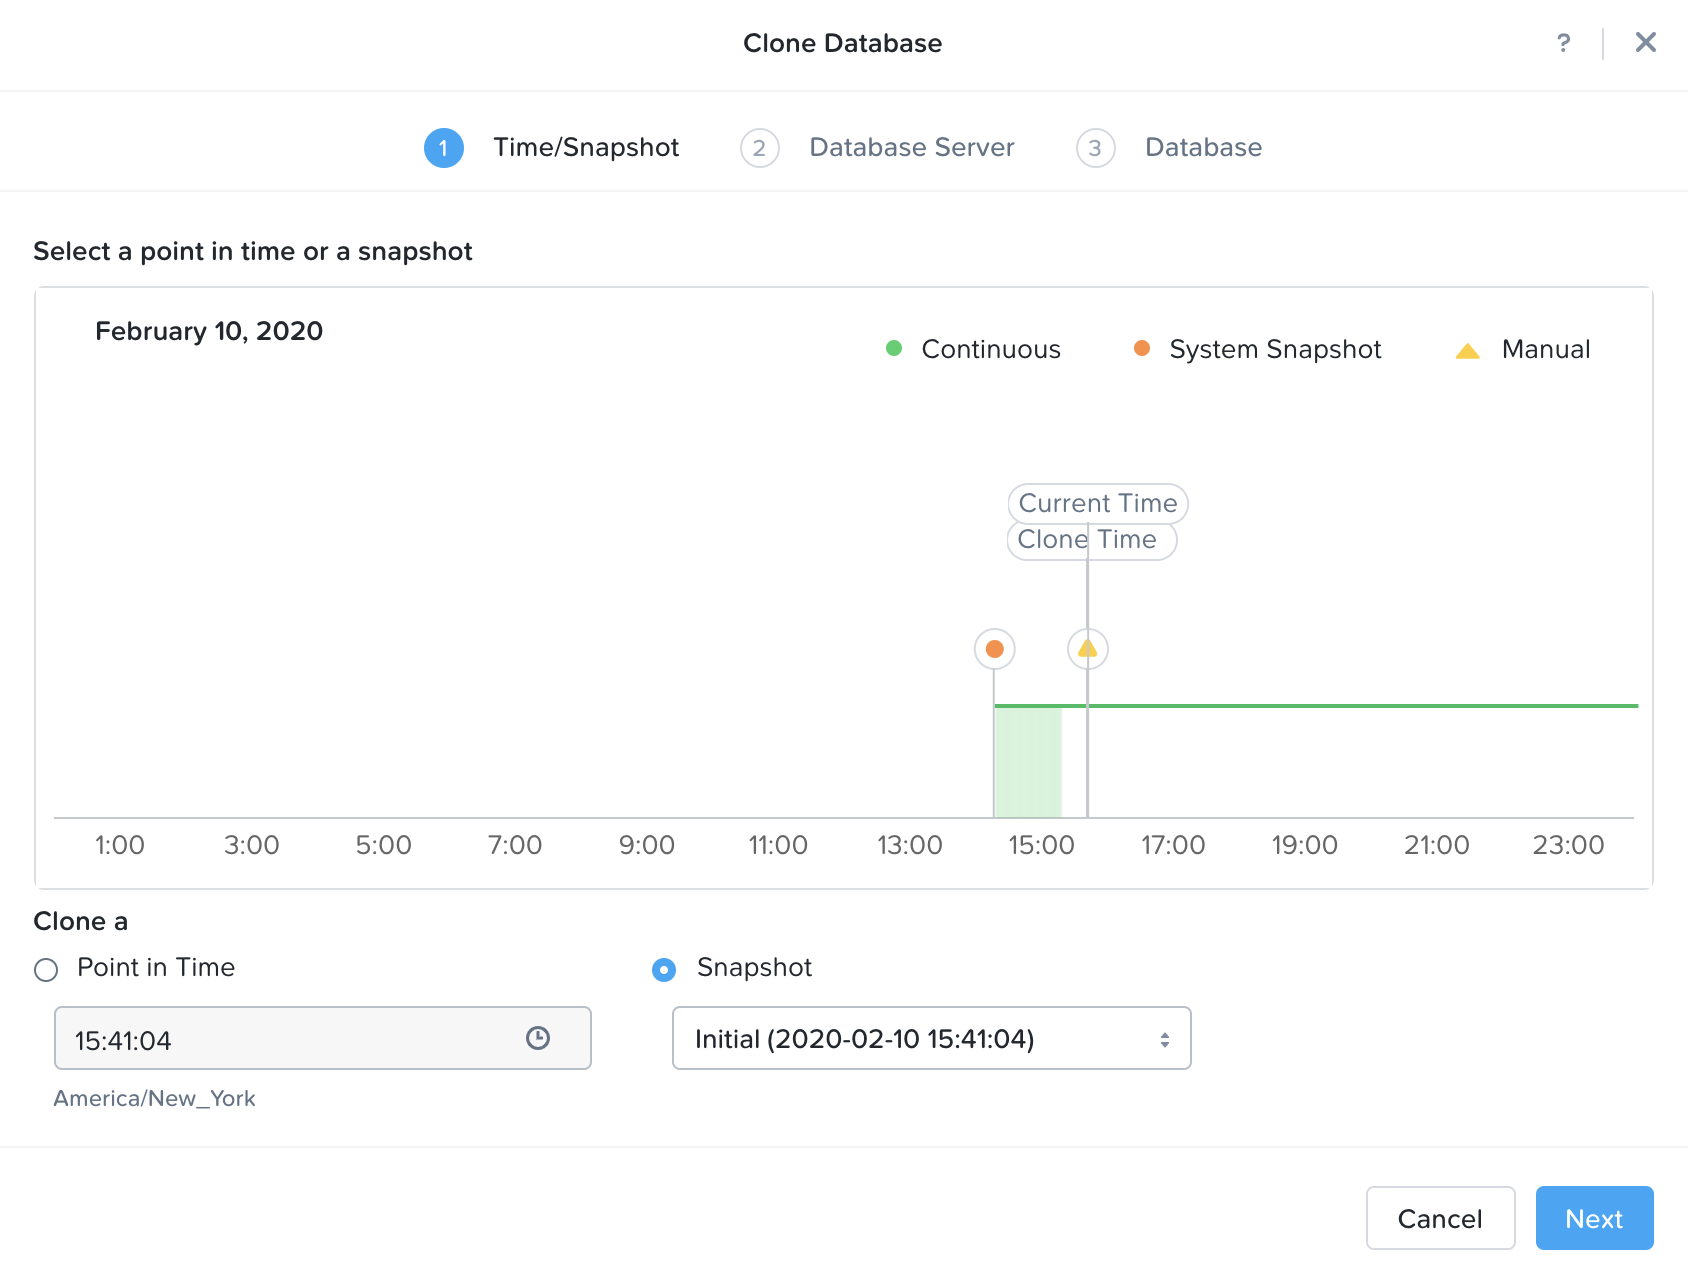 Clone Database
?
1 Time/Snapshot 2 Database Server 3 Database
Select a point in time or a snapshot
February 10, 2020
Continuous System Snapshot Manual
Current Time
Clone Time
1:00 3:00 5:00 7:00 9:00 11:00 13:00 15:00 17:00 19:00 21:00 23:00
Clone a
Point in Time Snapshot
15:41:04 Initial (2020-02-10 15:41:04)
America/New_York
Cancel Next